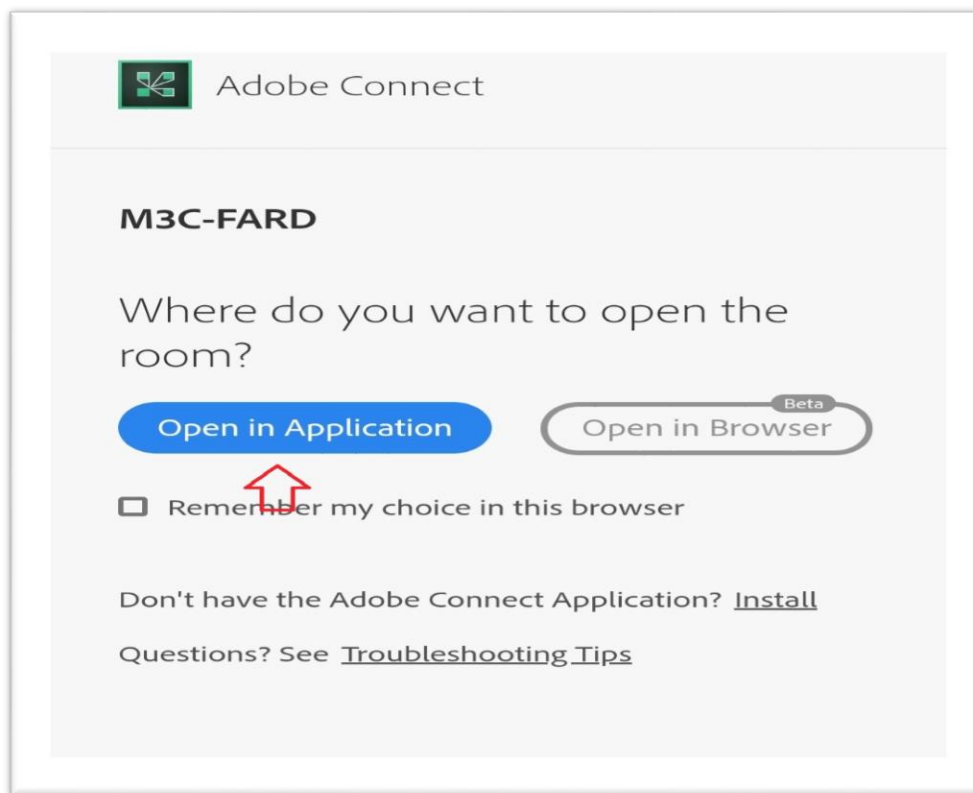 Adobe Connect
M3C-FARD
Where do you want to open the
room?
Open in Application
Beta
Open in Browser
Remember my choice in this browser
Don't have the Adobe Connect Application? Install
Questions? See Troubleshooting Tips